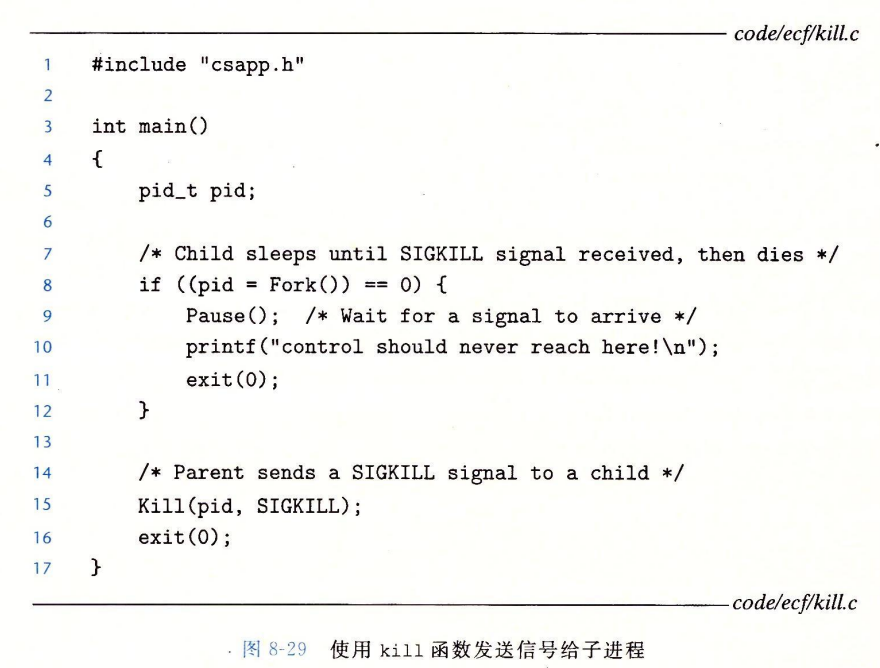 code/ecf/kill.c
1 #include "csapp.h"
2
3 int main()
4 {
5     pid_t pid;
6
7     /* Child sleeps until SIGKILL signal received, then dies */
8     if ((pid = Fork()) == 0) {
9         Pause();  /* Wait for a signal to arrive */
10         printf("control should never reach here!\n");
11         exit(0);
12     }
13
14     /* Parent sends a SIGKILL signal to a child */
15     Kill(pid, SIGKILL);
16     exit(0);
17 }
code/ecf/kill.c
图 8-29 使用 kill 函数发送信号给子进程